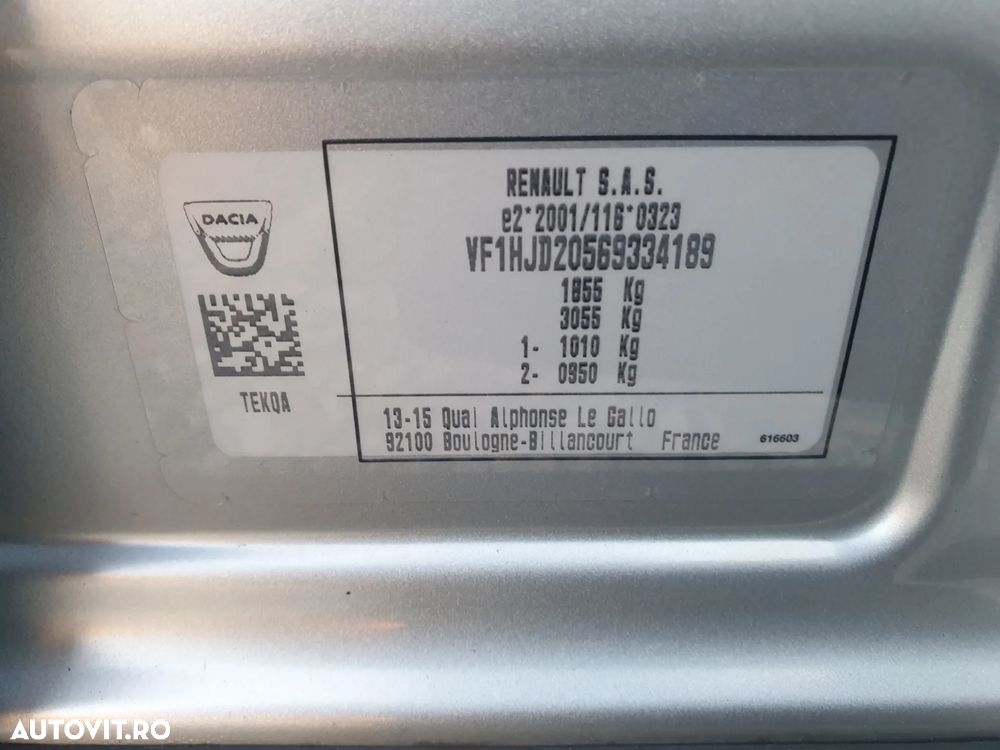 DACIA
TEKQA
RENAULT S.A.S.
e2*2001/116*0323
VF1HJD20569334189
1855 Kg
3055 Kg
1- 1010 Kg
2- 0950 Kg
13-15 Quai Alphonse Le Gallo
92100 Boulogne-Billancourt France
616603
AUTOVIT.RO